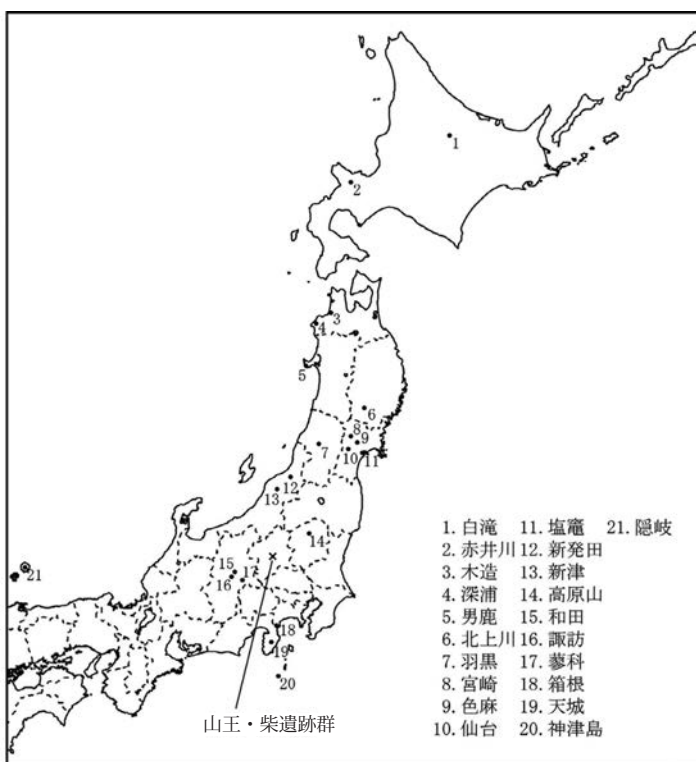 1
2
3
4
5
6
7
8
9
10
11
12
13
14
15
16
17
18
19
20
21
山王・柴遺跡群
1. 白滝 11. 塩竈 21. 隠岐
2. 赤井川 12. 新発田
3. 木造 13. 新津
4. 深浦 14. 高原山
5. 男鹿 15. 和田
6. 北上川 16. 諏訪
7. 羽黒 17. 蓼科
8. 宮崎 18. 箱根
9. 色麻 19. 天城
10. 仙台 20. 神津島